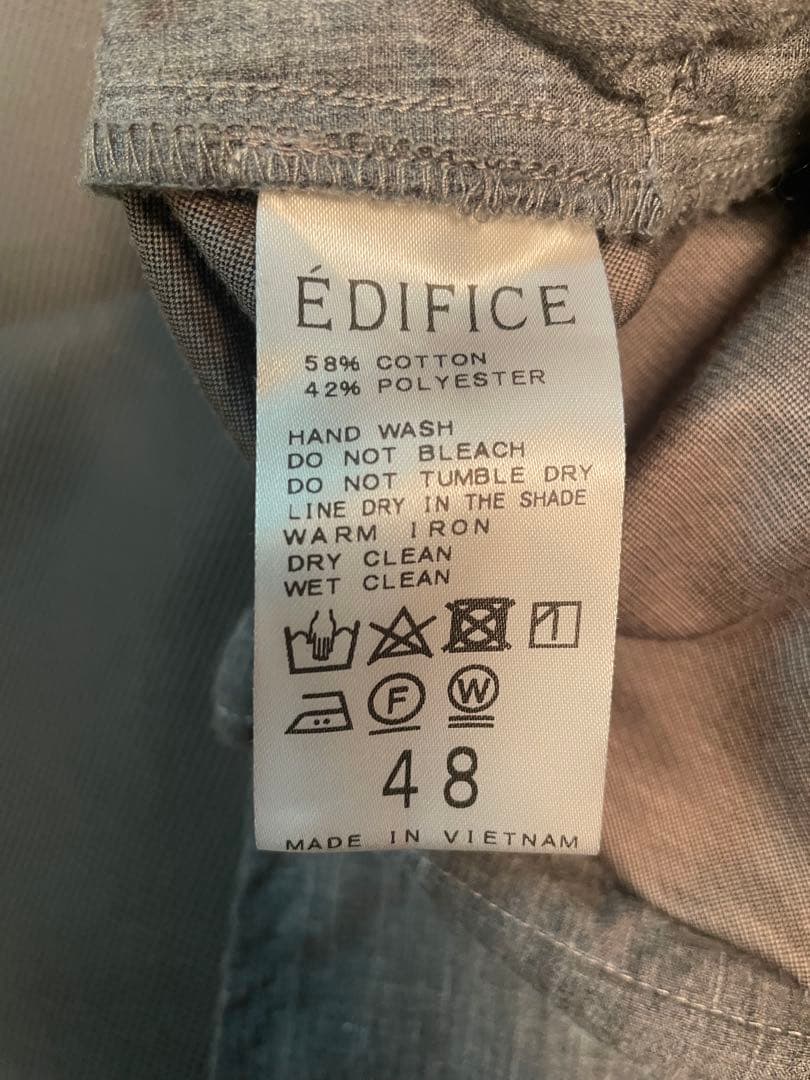 ÉDIFICE
58% COTTON
42% POLYESTER
HAND WASH
DO NOT BLEACH
DO NOT TUMBLE DRY
LINE DRY IN THE SHADE
WARM IRON
DRY CLEAN
WET CLEAN
F W
48
MADE IN VIETNAM